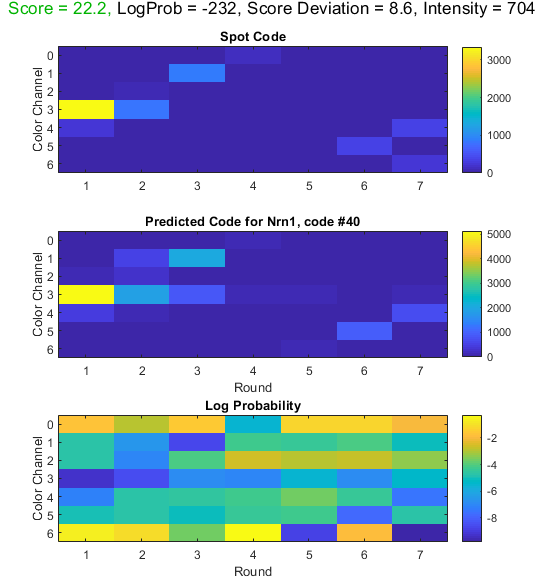 Score = 22.2, LogProb = -232, Score Deviation = 8.6, Intensity = 704
Spot Code
Color Channel
0
1
2
3
4
5
6
1 2 3 4 5 6 7
3000
2000
1000
0
Predicted Code for Nrn1, code #40
Color Channel
0
1
2
3
4
5
6
1 2 3 4 5 6 7
Round
5000
4000
3000
2000
1000
0
Log Probability
Color Channel
0
1
2
3
4
5
6
1 2 3 4 5 6 7
Round
-2
-4
-6
-8